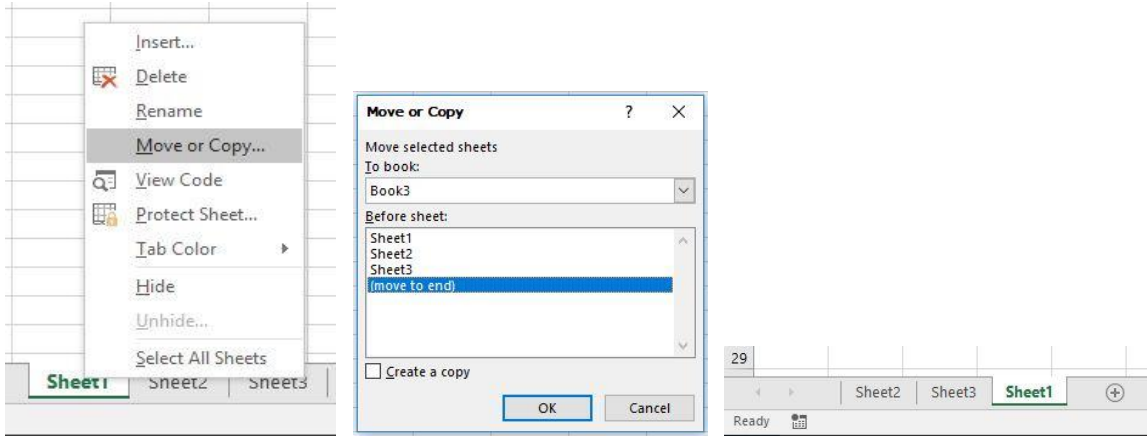 Insert...
Delete
Rename
Move or Copy...
View Code
Protect Sheet...
Tab Color
Hide
Unhide...
Select All Sheets
Sheet1 Sheet2 Sheet3
Move or Copy ? X
Move selected sheets
To book:
Book3
Before sheet:
Sheet1
Sheet2
Sheet3
(move to end)
Create a copy
OK Cancel
29
Sheet2 Sheet3 Sheet1
Ready